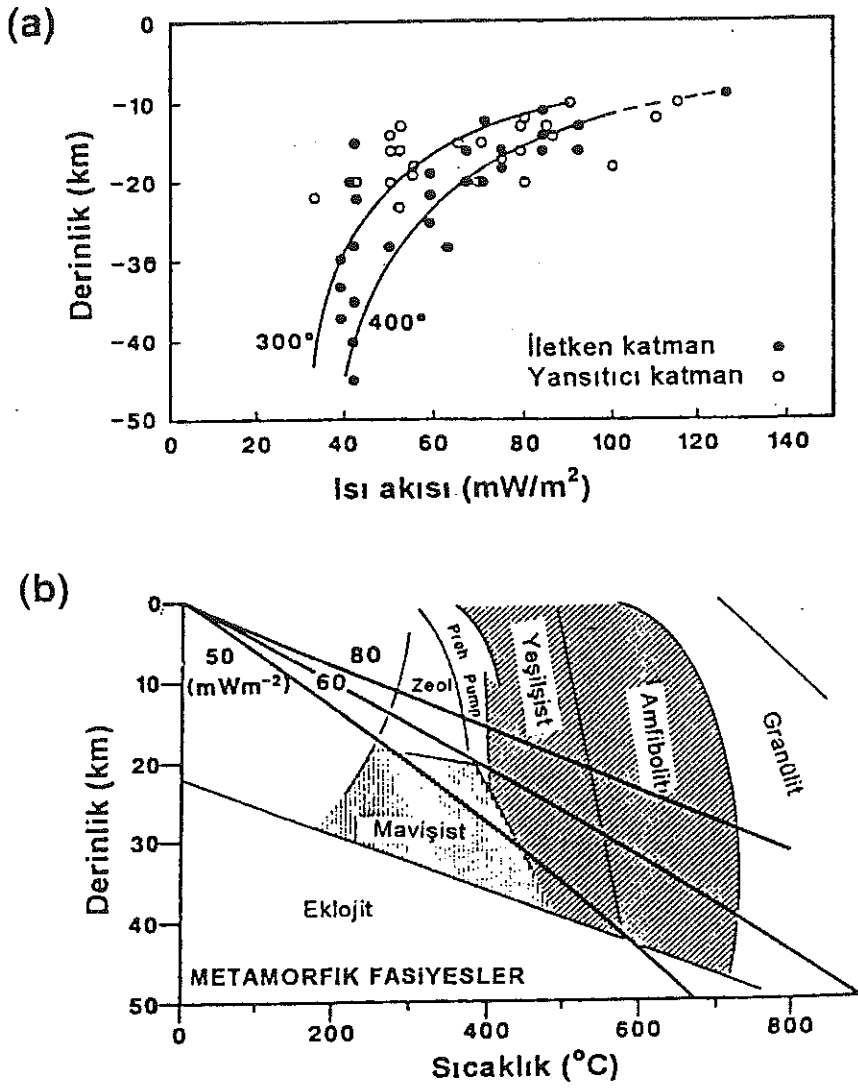 (a)
0
-10
-20
-30
-40
-50
Derinlik (km)
300°
400°
İletken katman
Yansıtıcı katman
0 20 40 60 80 100 120 140
Isı akısı (mW/m²)
(b)
0
10
20
30
40
50
Derinlik (km)
50
(mWm⁻²)
60
80
Zeol
Preh
Pump
Yeşilşist
Amfibolit
Granülit
Mavişist
Eklojit
METAMORFİK FASİYESLER
0 200 400 600 800
Sıcaklık (°C)